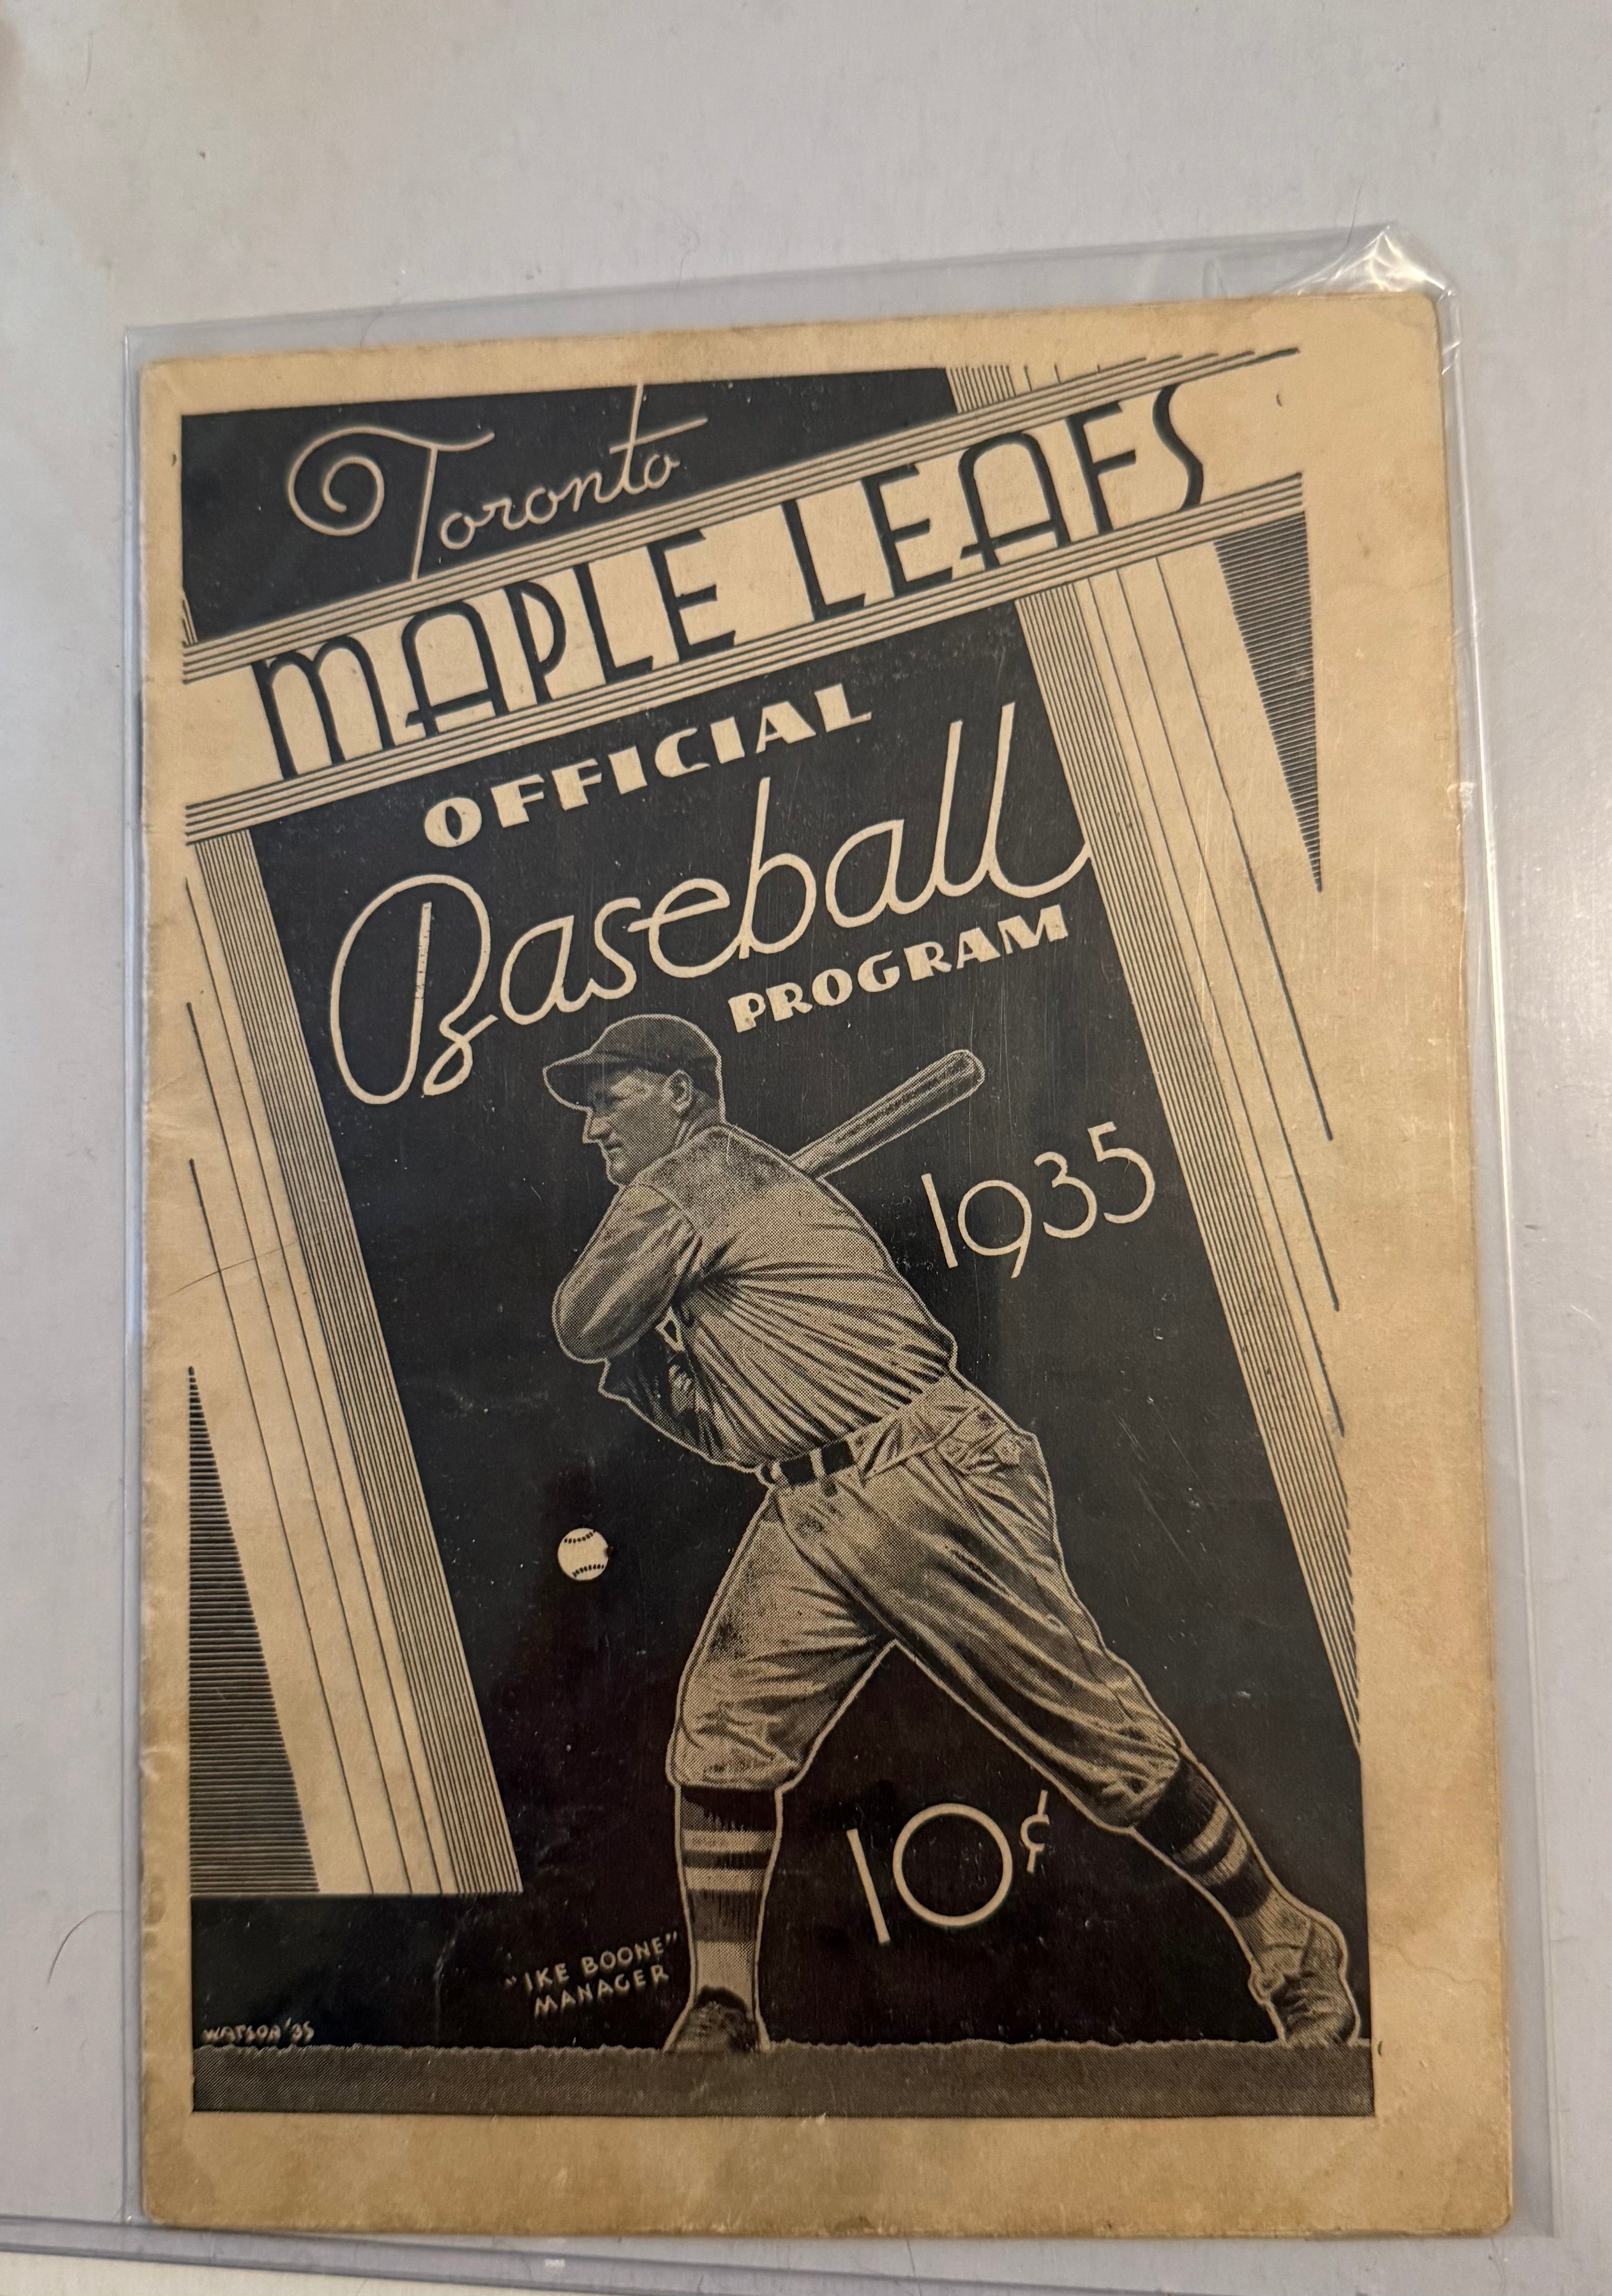 Toronto
MAPLE LEAFS
OFFICIAL
Baseball
PROGRAM
1935
10¢
"IKE BOONE"
MANAGER
WATSON '35